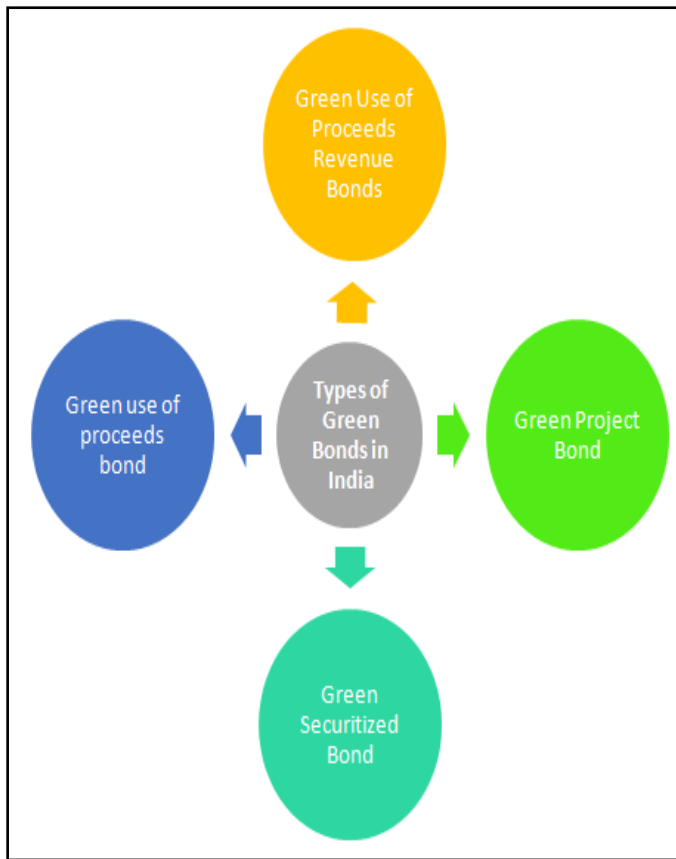 Green Use of
Proceeds
Revenue
Bonds
Green use of
proceeds
bond
Types of
Green
Bonds in
India
Green Project
Bond
Green
Securitized
Bond